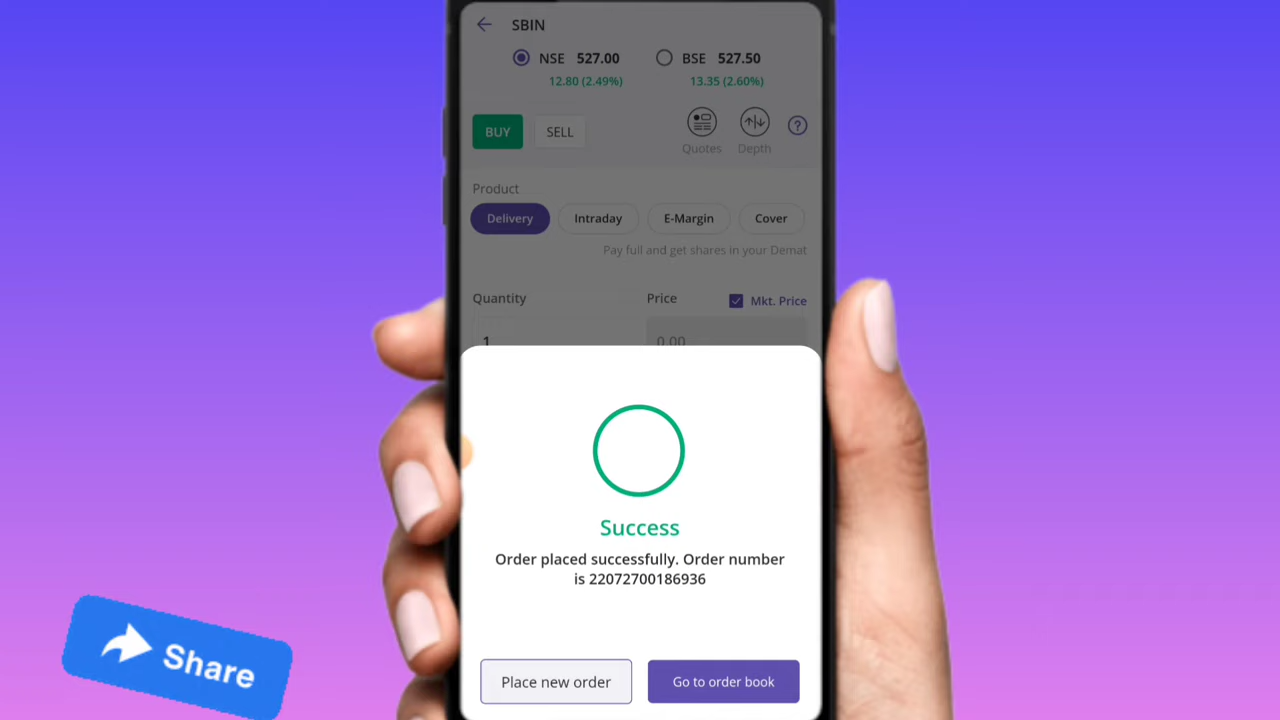 SBIN
NSE 527.00 BSE 527.50
12.80 (2.49%) 13.35 (2.60%)
BUY SELL
Quotes Depth ?
Product
Delivery Intraday E-Margin Cover
Pay full and get shares in your Demat
Quantity Price Mkt. Price
1 0.00
Success
Order placed successfully. Order number
is 22072700186936
Place new order Go to order book
Share